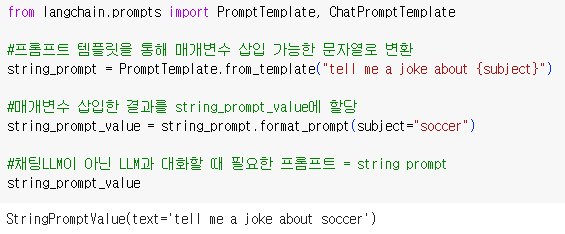 from langchain.prompts import PromptTemplate, ChatPromptTemplate
#프롬프트 템플릿을 통해 매개변수 삽입 가능한 문자열로 변환
string_prompt = PromptTemplate.from_template("tell me a joke about {subject}")
#매개변수 삽입한 결과를 string_prompt_value에 할당
string_prompt_value = string_prompt.format_prompt(subject="soccer")
#채팅LLM이 아닌 LLM과 대화할 때 필요한 프롬프트 = string prompt
string_prompt_value
StringPromptValue(text='tell me a joke about soccer')